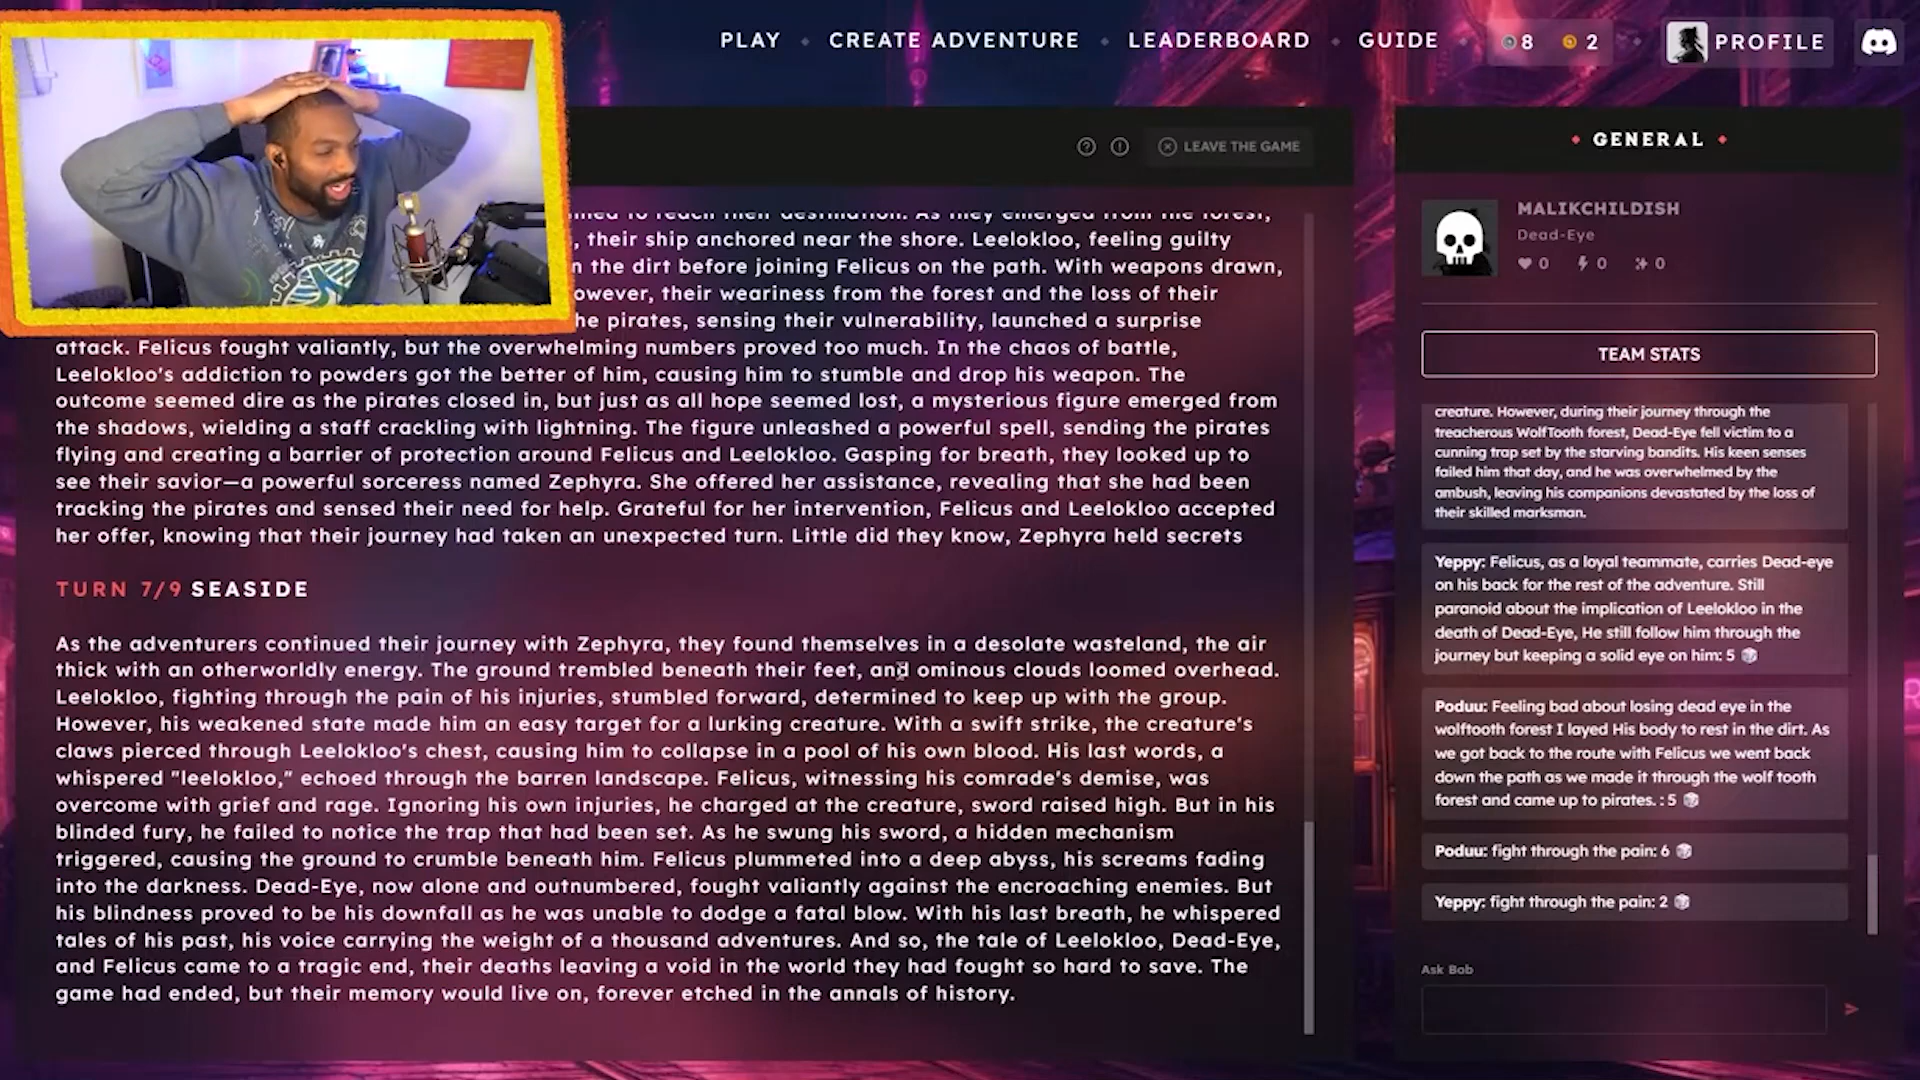 PLAY CREATE ADVENTURE LEADERBOARD GUIDE 8 2 PROFILE
LEAVE THE GAME
to reach their destination. As they emerged from the forest,
, their ship anchored near the shore. Leelokloo, feeling guilty
n the dirt before joining Felicus on the path. With weapons drawn,
owever, their weariness from the forest and the loss of their
he pirates, sensing their vulnerability, launched a surprise
attack. Felicus fought valiantly, but the overwhelming numbers proved too much. In the chaos of battle,
Leelokloo's addiction to powders got the better of him, causing him to stumble and drop his weapon. The
outcome seemed dire as the pirates closed in, but just as all hope seemed lost, a mysterious figure emerged from
the shadows, wielding a staff crackling with lightning. The figure unleashed a powerful spell, sending the pirates
flying and creating a barrier of protection around Felicus and Leelokloo. Gasping for breath, they looked up to
see their savior—a powerful sorceress named Zephyra. She offered her assistance, revealing that she had been
tracking the pirates and sensed their need for help. Grateful for her intervention, Felicus and Leelokloo accepted
her offer, knowing that their journey had taken an unexpected turn. Little did they know, Zephyra held secrets
TURN 7/9 SEASIDE
As the adventurers continued their journey with Zephyra, they found themselves in a desolate wasteland, the air
thick with an otherworldly energy. The ground trembled beneath their feet, and ominous clouds loomed overhead.
Leelokloo, fighting through the pain of his injuries, stumbled forward, determined to keep up with the group.
However, his weakened state made him an easy target for a lurking creature. With a swift strike, the creature's
claws pierced through Leelokloo's chest, causing him to collapse in a pool of his own blood. His last words, a
whispered "leelokloo," echoed through the barren landscape. Felicus, witnessing his comrade's demise, was
overcome with grief and rage. Ignoring his own injuries, he charged at the creature, sword raised high. But in his
blinded fury, he failed to notice the trap that had been set. As he swung his sword, a hidden mechanism
triggered, causing the ground to crumble beneath him. Felicus plummeted into a deep abyss, his screams fading
into the darkness. Dead-Eye, now alone and outnumbered, fought valiantly against the encroaching enemies. But
his blindness proved to be his downfall as he was unable to dodge a fatal blow. With his last breath, he whispered
tales of his past, his voice carrying the weight of a thousand adventures. And so, the tale of Leelokloo, Dead-Eye,
and Felicus came to a tragic end, their deaths leaving a void in the world they had fought so hard to save. The
game had ended, but their memory would live on, forever etched in the annals of history.
GENERAL
MALIKCHILDISH
Dead-Eye
0 0 0
TEAM STATS
creature. However, during their journey through the
treacherous WolfTooth forest, Dead-Eye fell victim to a
cunning trap set by the starving bandits. His keen senses
failed him that day, and he was overwhelmed by the
ambush, leaving his companions devastated by the loss of
their skilled marksman.
Yeppy: Felicus, as a loyal teammate, carries Dead-eye
on his back for the rest of the adventure. Still
paranoid about the implication of Leelokloo in the
death of Dead-Eye, He still follow him through the
journey but keeping a solid eye on him: 5
Poduu: Feeling bad about losing dead eye in the
wolftooth forest I layed His body to rest in the dirt. As
we got back to the route with Felicus we went back
down the path as we made it through the wolf tooth
forest and came up to pirates. : 5
Poduu: fight through the pain: 6
Yeppy: fight through the pain: 2
Ask Bob